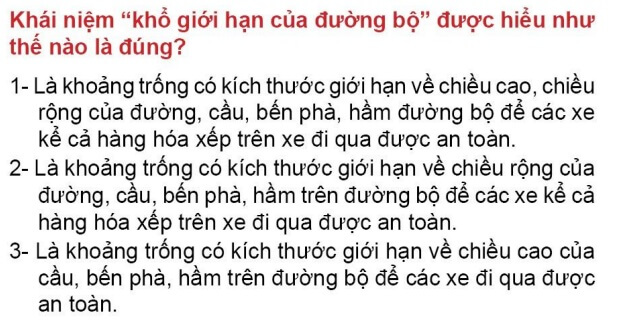 Khái niệm “khổ giới hạn của đường bộ” được hiểu như
thế nào là đúng?
1- Là khoảng trống có kích thước giới hạn về chiều cao, chiều
rộng của đường, cầu, bến phà, hầm đường bộ để các xe
kể cả hàng hóa xếp trên xe đi qua được an toàn.
2- Là khoảng trống có kích thước giới hạn về chiều rộng của
đường, cầu, bến phà, hầm trên đường bộ để các xe kể cả
hàng hóa xếp trên xe đi qua được an toàn.
3- Là khoảng trống có kích thước giới hạn về chiều cao của
cầu, bến phà, hầm trên đường bộ để các xe đi qua được
an toàn.